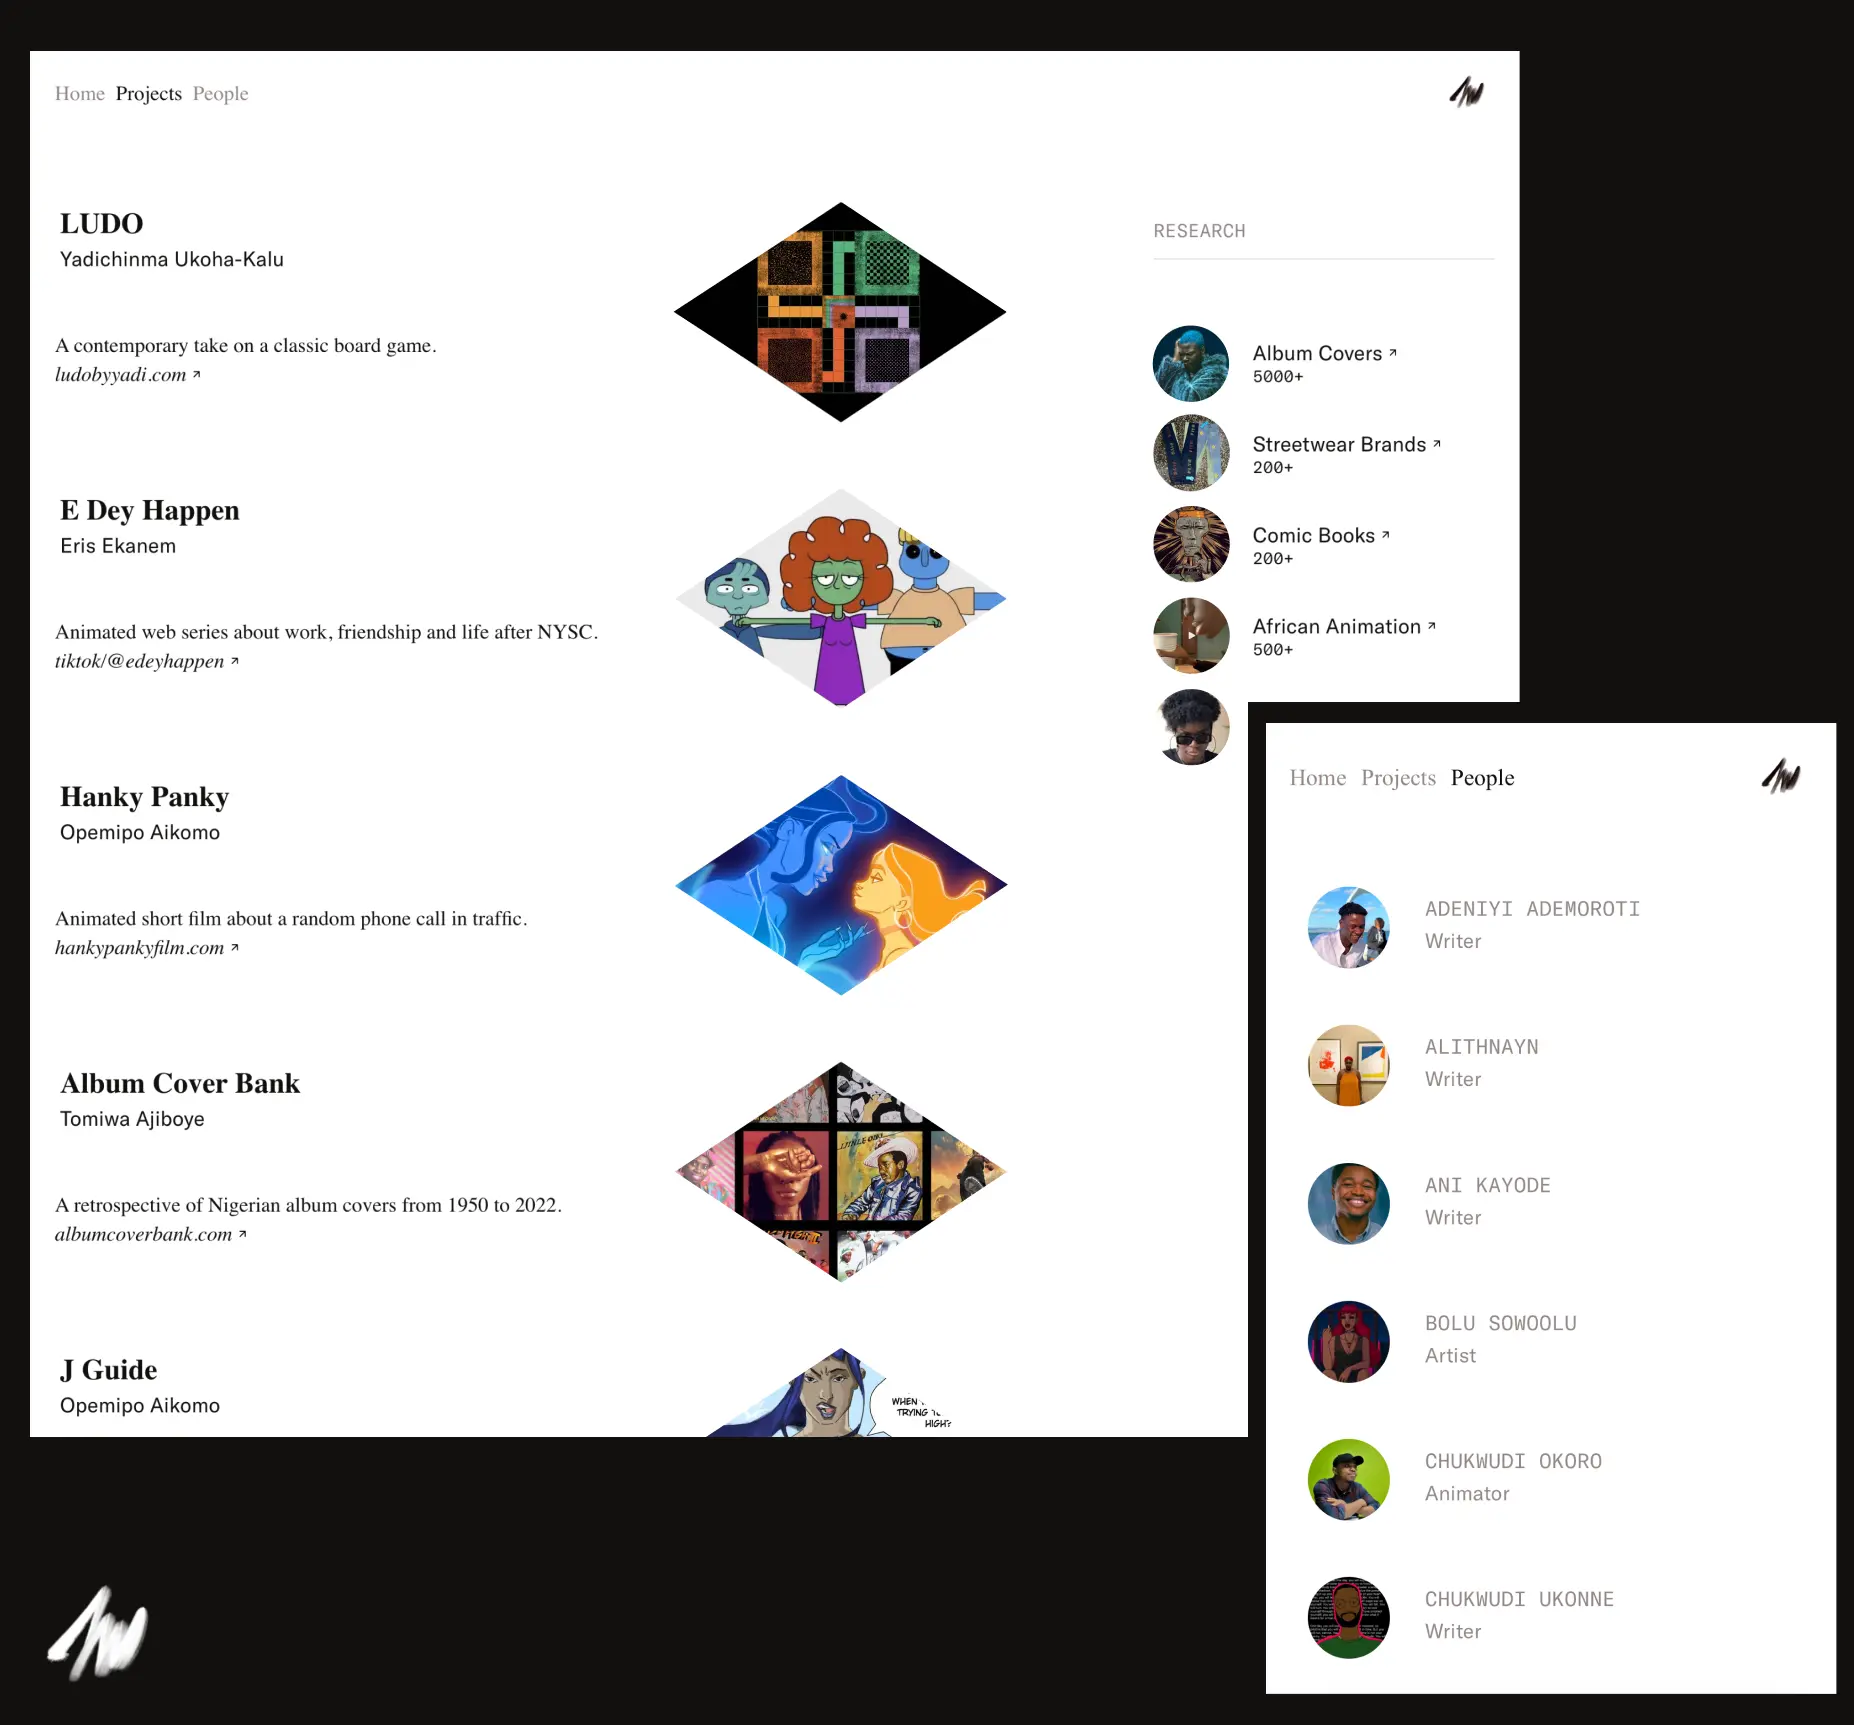 Home Projects People
LUDO
Yadichinma Ukoha-Kalu
A contemporary take on a classic board game.
ludobyyadi.com ↗
E Dey Happen
Eris Ekanem
Animated web series about work, friendship and life after NYSC.
tiktok/@edeyhappen ↗
Hanky Panky
Opemipo Aikomo
Animated short film about a random phone call in traffic.
hankypankyfilm.com ↗
Album Cover Bank
Tomiwa Ajiboye
A retrospective of Nigerian album covers from 1950 to 2022.
albumcoverbank.com ↗
J Guide
Opemipo Aikomo
WHEN
TRYING
HIGH?
RESEARCH
Album Covers ↗
5000+
Streetwear Brands ↗
200+
Comic Books ↗
200+
African Animation ↗
500+
Home Projects People
ADENIYI ADEMOROTI
Writer
ALITHNAYN
Writer
ANI KAYODE
Writer
BOLU SOWOOLU
Artist
CHUKWUDI OKORO
Animator
CHUKWUDI UKONNE
Writer